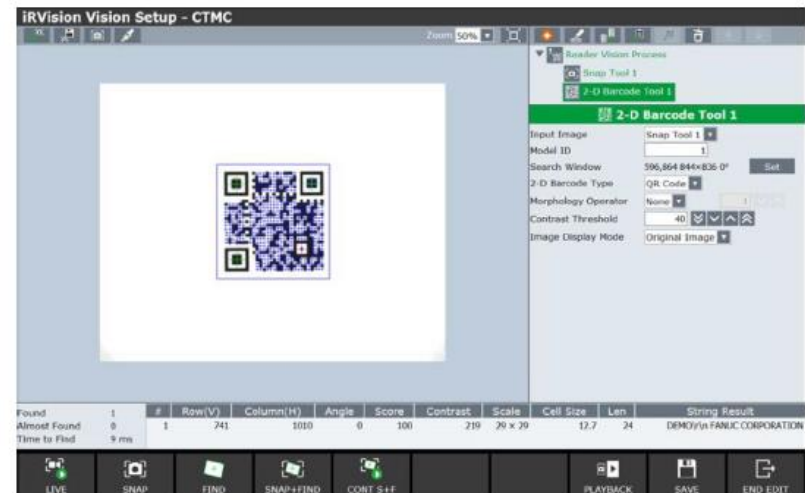 iRVision Vision Setup - CTMC
Zoom 50%
Reader Vision Process
Snap Tool 1
2-D Barcode Tool 1
2-D Barcode Tool 1
Input Image Snap Tool 1
Model ID 1
Search Window 596,864 844×836 0° Set
2-D Barcode Type QR Code
Morphology Operator None 1
Contrast Threshold 40
Image Display Mode Original Image
Found 1
Almost Found 0
Time to Find 9 ms
# Row(V) Column(H) Angle Score Contrast Scale Cell Size Len String Result
1 741 1010 0 100 219 29 × 29 12.7 24 DEMO\r\n FANUC CORPORATION
LIVE SNAP FIND SNAP+FIND CONT S+F PLAYBACK SAVE END EDIT